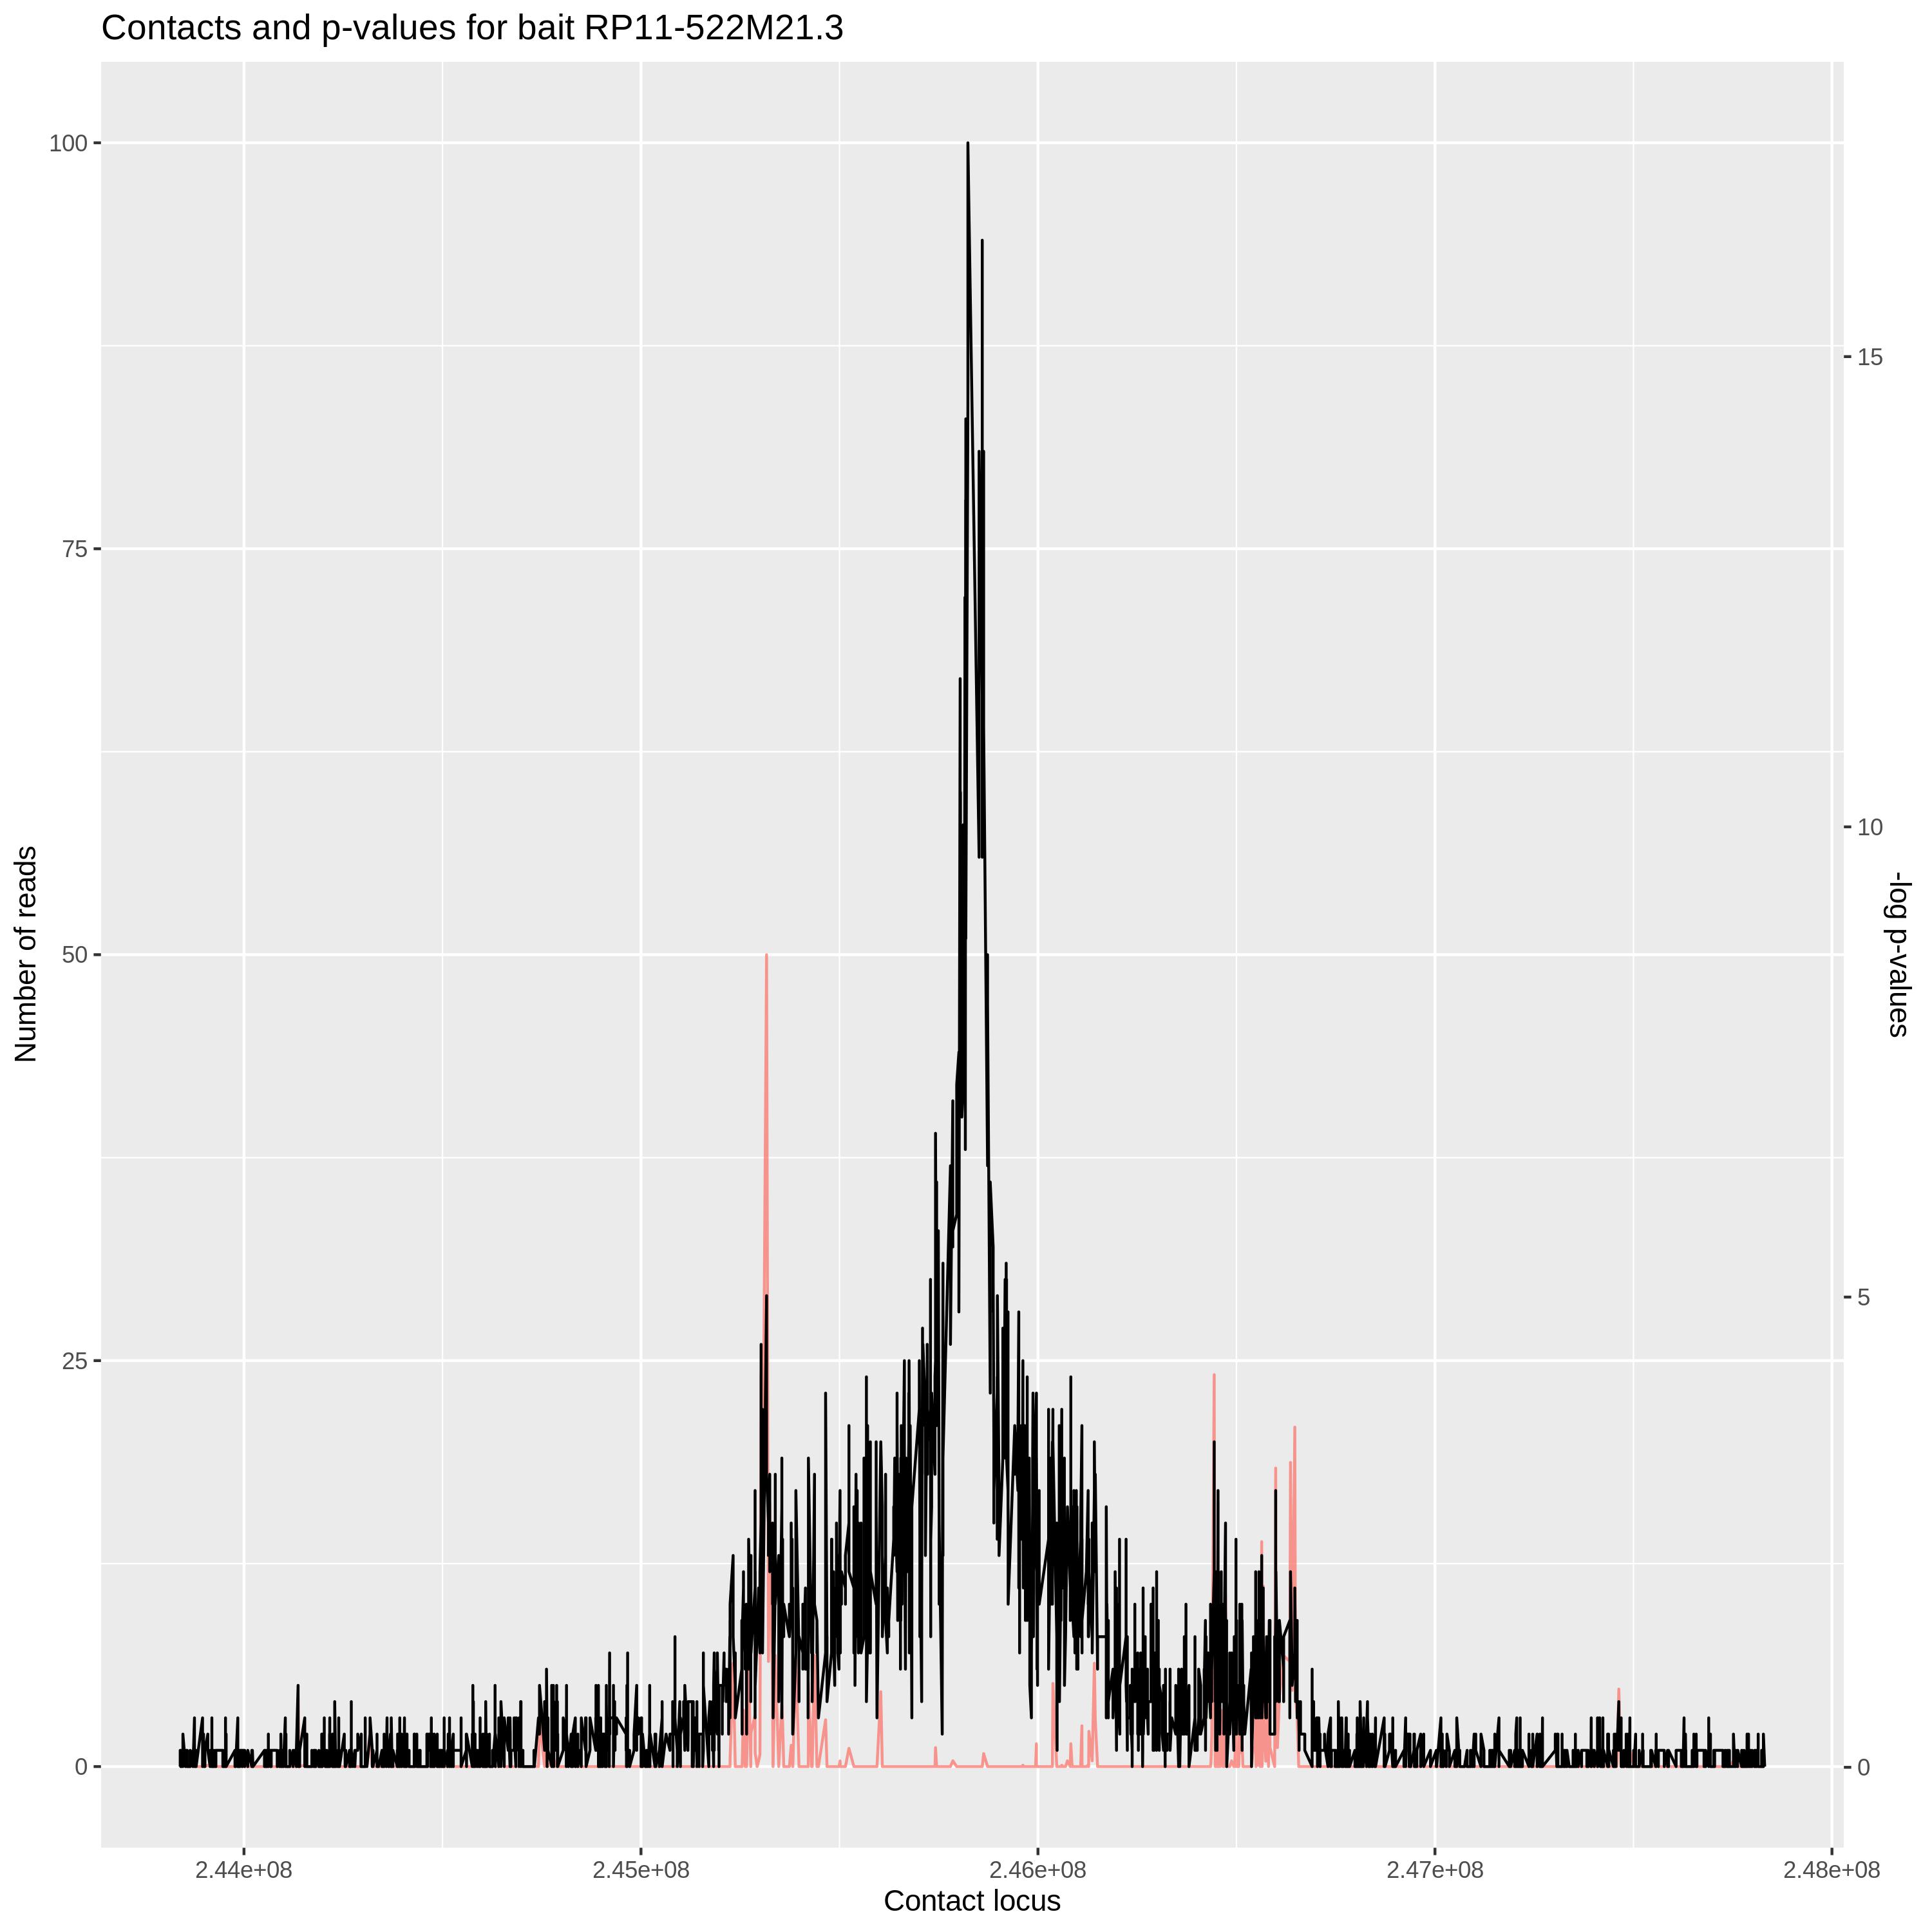 Contacts and p-values for bait RP11-522M21.3
100
75
50
25
0
Number of reads
15
10
5
0
-log p-values
2.44e+08
2.45e+08
2.46e+08
2.47e+08
2.48e+08
Contact locus